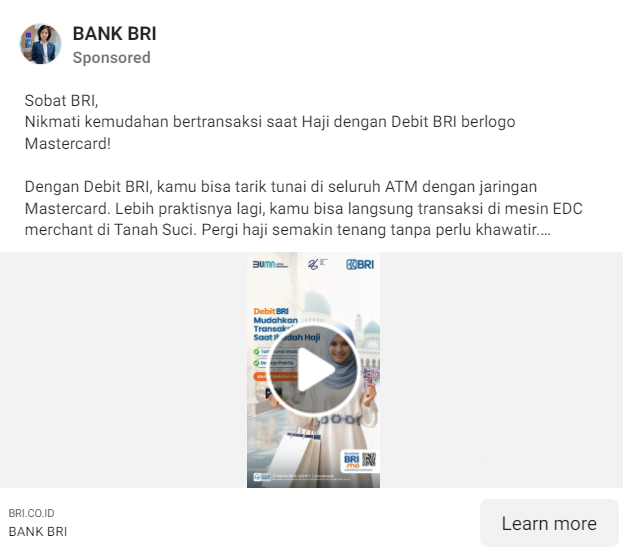 BANK BRI
Sponsored
Sobat BRI,
Nikmati kemudahan bertransaksi saat Haji dengan Debit BRI berlogo
Mastercard!
Dengan Debit BRI, kamu bisa tarik tunai di seluruh ATM dengan jaringan
Mastercard. Lebih praktisnya lagi, kamu bisa langsung transaksi di mesin EDC
merchant di Tanah Suci. Pergi haji semakin tenang tanpa perlu khawatir....
BUMN
BRI
Debit BRI
Mudahkan
Transaksi
Saat Ibadah Haji
BRI
mo
BRI.CO.ID
BANK BRI
Learn more